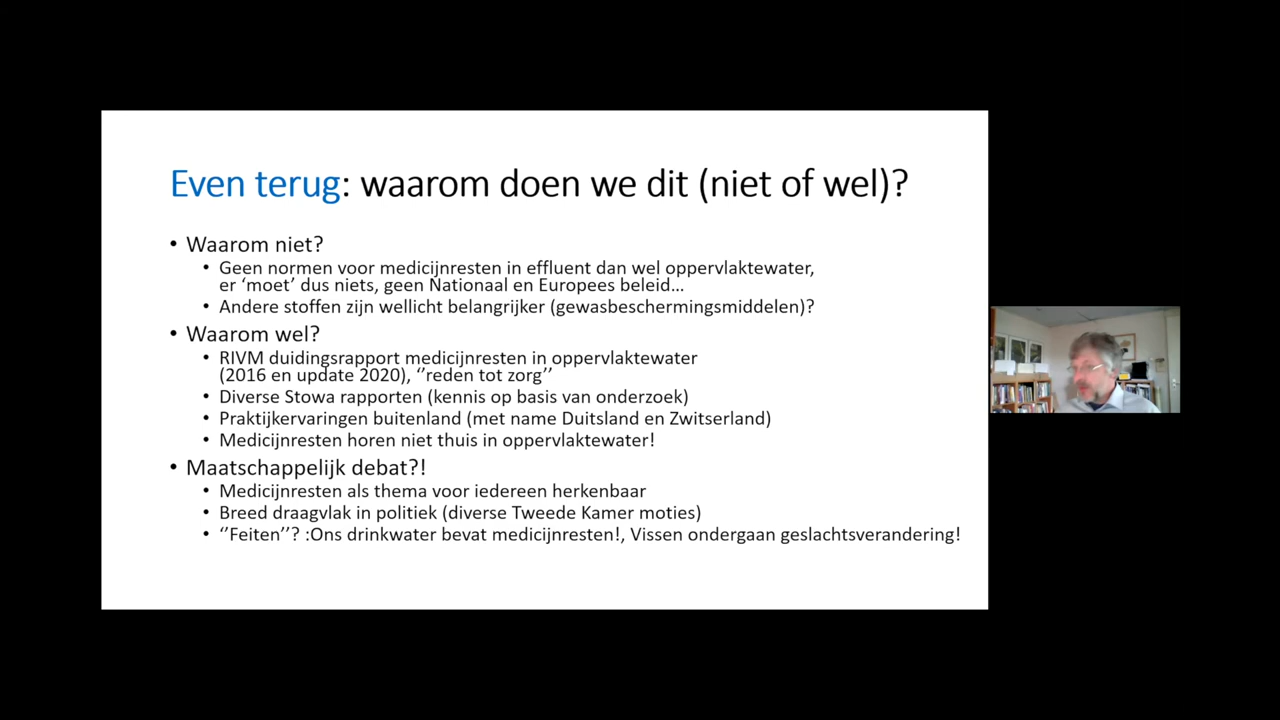 Even terug: waarom doen we dit (niet of wel)?
• Waarom niet?
• Geen normen voor medicijnresten in effluent dan wel oppervlaktewater,
er ‘moet’ dus niets, geen Nationaal en Europees beleid…
• Andere stoffen zijn wellicht belangrijker (gewasbeschermingsmiddelen)?
• Waarom wel?
• RIVM duidingsrapport medicijnresten in oppervlaktewater
(2016 en update 2020), ‘’reden tot zorg’’
• Diverse Stowa rapporten (kennis op basis van onderzoek)
• Praktijkervaringen buitenland (met name Duitsland en Zwitserland)
• Medicijnresten horen niet thuis in oppervlaktewater!
• Maatschappelijk debat?!
• Medicijnresten als thema voor iedereen herkenbaar
• Breed draagvlak in politiek (diverse Tweede Kamer moties)
• ‘’Feiten’’? :Ons drinkwater bevat medicijnresten!, Vissen ondergaan geslachtsverandering!